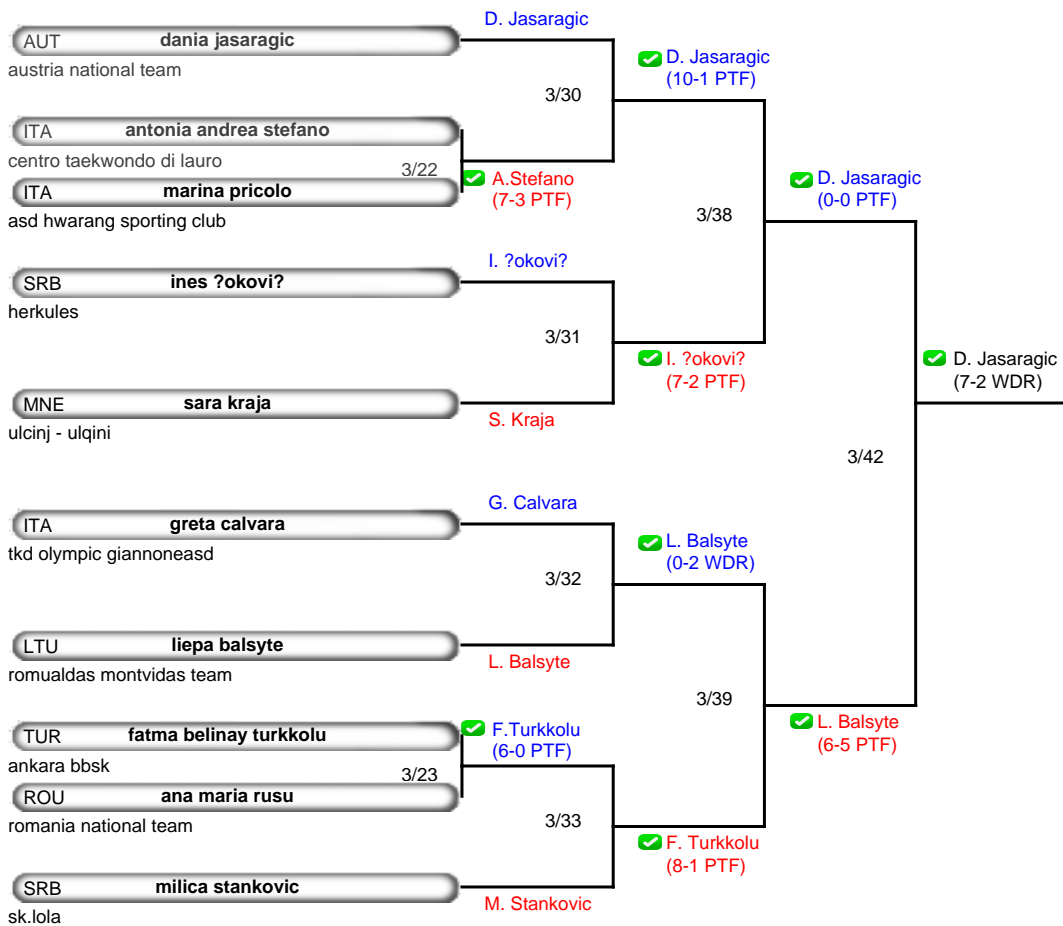 D. Jasaragic
AUT dania jasaragic
austria national team
D. Jasaragic
(10-1 PTF)
3/30
ITA antonia andrea stefano
centro taekwondo di lauro
3/22
A.Stefano
(7-3 PTF)
ITA marina pricolo
asd hwarang sporting club
D. Jasaragic
(0-0 PTF)
3/38
I. ?okovi?
SRB ines ?okovi?
herkules
3/31
I. ?okovi?
(7-2 PTF)
D. Jasaragic
(7-2 WDR)
MNE sara kraja
ulcinj - ulqini
S. Kraja
3/42
G. Calvara
ITA greta calvara
tkd olympic giannoneasd
L. Balsyte
(0-2 WDR)
3/32
LTU liepa balsyte
romualdas montvidas team
L. Balsyte
3/39
L. Balsyte
(6-5 PTF)
TUR fatma belinay turkkolu
ankara bbsk
F.Turkkolu
(6-0 PTF)
3/23
ROU ana maria rusu
romania national team
3/33
F. Turkkolu
(8-1 PTF)
SRB milica stankovic
sk.lola
M. Stankovic